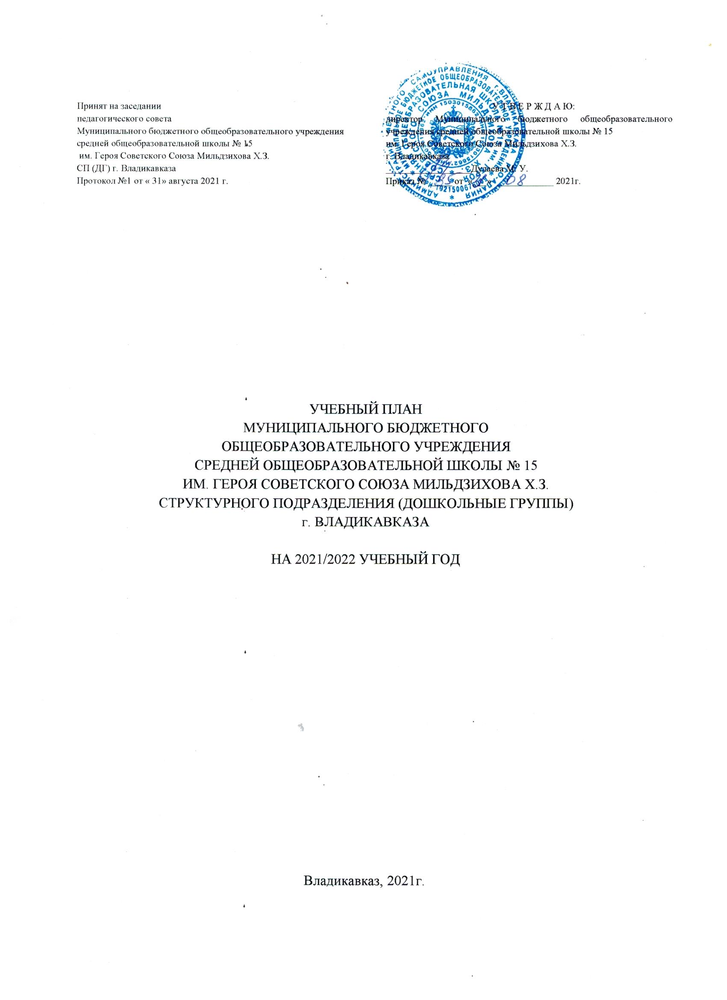 Принят на заседании
педагогического совета
Муниципального бюджетного общеобразовательного учреждения
средней общеобразовательной школы № 15
им. Героя Советского Союза Мильдзихова Х.З.
СП (ДГ) г. Владикавказа
Протокол №1 от « 31» августа 2021 г.
У Т В Е Р Ж Д А Ю:
директор Муниципального бюджетного общеобразовательного
учреждения средней общеобразовательной школы № 15
им. Героя Советского Союза Мильдзихова Х.З.
г. Владикавказа
Дулаева М. У.
Приказ № от « » 08 2021г.
УЧЕБНЫЙ ПЛАН
МУНИЦИПАЛЬНОГО БЮДЖЕТНОГО
ОБЩЕОБРАЗОВАТЕЛЬНОГО УЧРЕЖДЕНИЯ
СРЕДНЕЙ ОБЩЕОБРАЗОВАТЕЛЬНОЙ ШКОЛЫ № 15
ИМ. ГЕРОЯ СОВЕТСКОГО СОЮЗА МИЛЬДЗИХОВА Х.З.
СТРУКТУРНОГО ПОДРАЗДЕЛЕНИЯ (ДОШКОЛЬНЫЕ ГРУППЫ)
г. ВЛАДИКАВКАЗА
НА 2021/2022 УЧЕБНЫЙ ГОД
Владикавказ, 2021г.